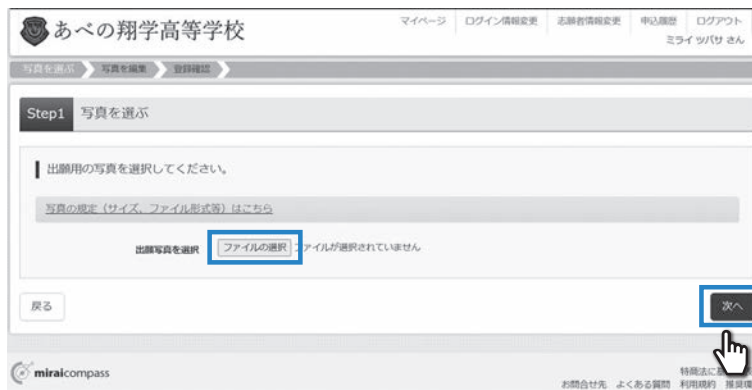 あべの翔学高等学校
マイページ ログイン情報変更 志願者情報変更 申込履歴 ログアウト
ミライ ツバサ さん
写真を選ぶ 写真を編集 登録確認
Step1 写真を選ぶ
出願用の写真を選択してください。
写真の規定（サイズ、ファイル形式等）はこちら
出願写真を選択 ファイルの選択 ファイルが選択されていません
戻る
次へ
miraicompass
特商法に
お問合せ先 よくある質問 利用規約